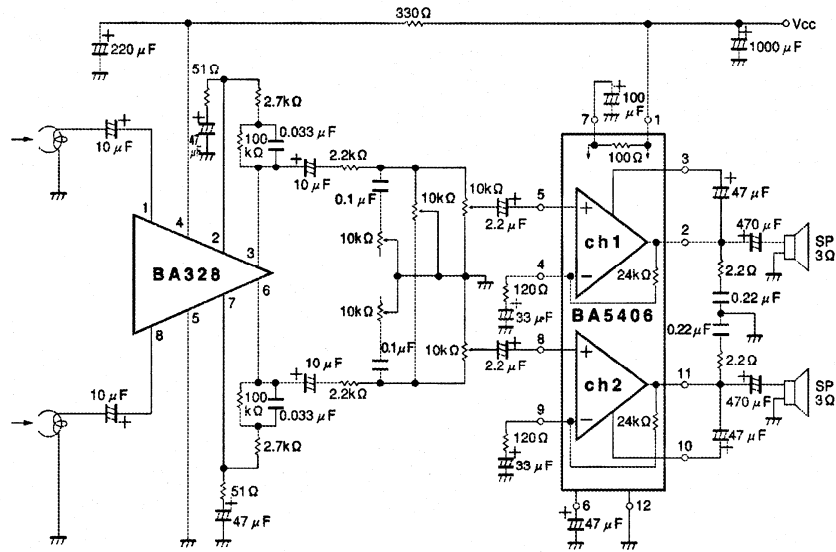 330Ω
Vcc
220 µF
1000 µF
51Ω
2.7kΩ
47 µF
100 kΩ
0.033 µF
10 µF
10 µF
2.2kΩ
0.1 µF
10kΩ
10kΩ
10kΩ
2.2 µF
100 µF
7
1
100Ω
3
47 µF
5
ch1
2
470 µF
SP 3Ω
4
24kΩ
2.2Ω
120Ω
33 µF
0.22 µF
BA5406
0.22 µF
1
4
2
3
BA328
6
7
5
8
10kΩ
0.1µF
10kΩ
10 µF
10 µF
2.2kΩ
100 kΩ
0.033 µF
2.7kΩ
51Ω
47 µF
2.2 µF
8
ch2
11
2.2Ω
470 µF
SP 3Ω
9
24kΩ
120Ω
33 µF
10
47 µF
6
12
47 µF